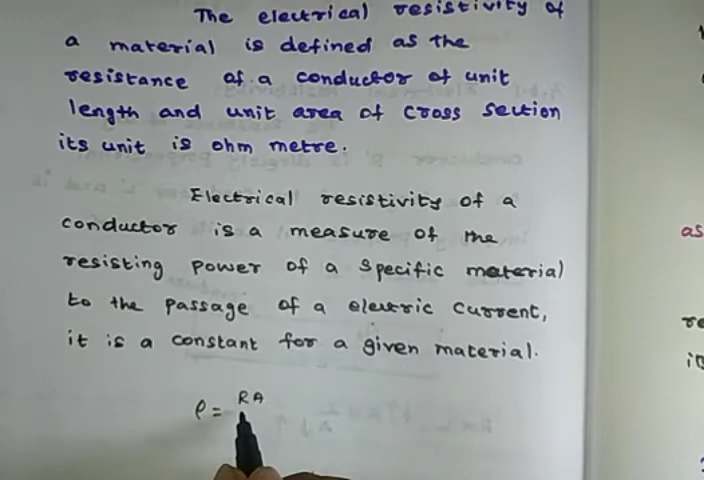 The electrical resistivity of
a material is defined as the
resistance of a conductor of unit
length and unit area of cross section
its unit is ohm metre.
Electrical resistivity of a
conductor is a measure of the
resisting power of a specific material
to the passage of a electric current,
it is a constant for a given material.
ρ = RA
as
re